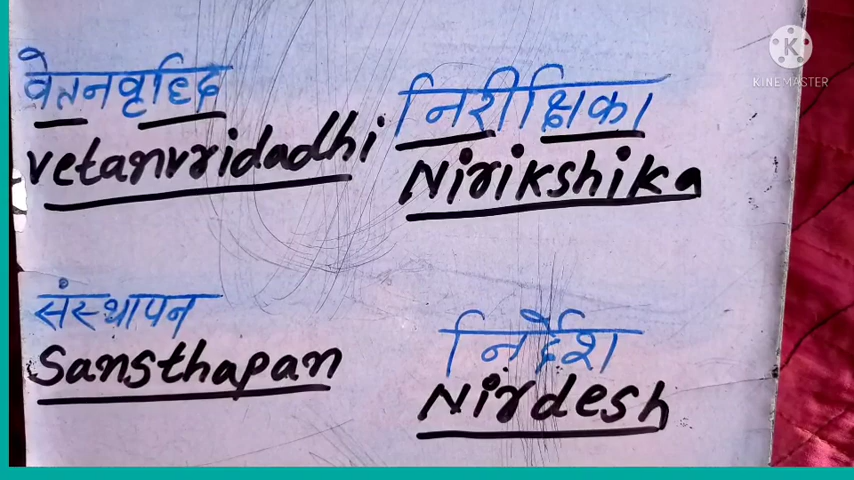 वेतनवृद्धि
vetanvridadhi
निरीक्षिका
Nirikshika
संस्थापन
Sansthapan
निर्देश
Nirdesh
K
KINEMASTER